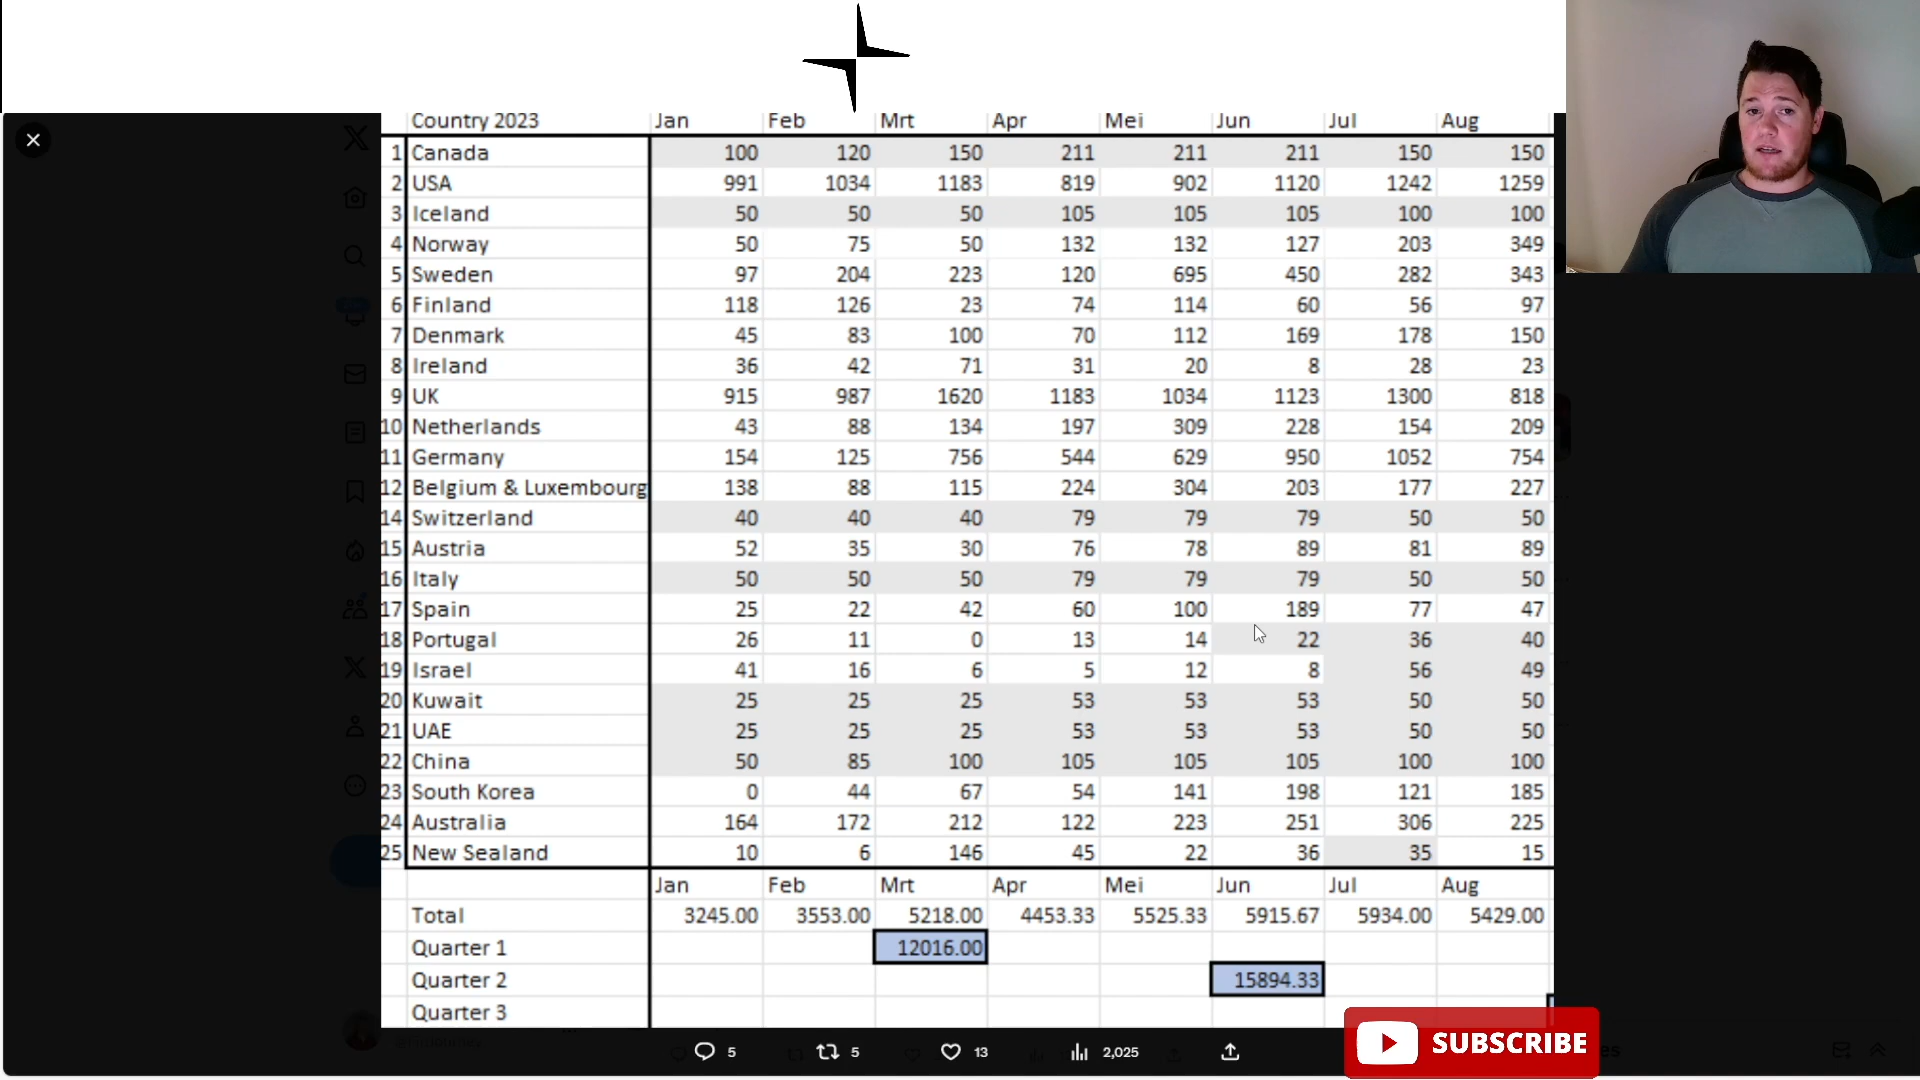 Country 2023 Jan Feb Mrt Apr Mei Jun Jul Aug
1 Canada 100 120 150 211 211 211 150 150
2 USA 991 1034 1183 819 902 1120 1242 1259
3 Iceland 50 50 50 105 105 105 100 100
4 Norway 50 75 50 132 132 127 203 349
5 Sweden 97 204 223 120 695 450 282 343
6 Finland 118 126 23 74 114 60 56 97
7 Denmark 45 83 100 70 112 169 178 150
8 Ireland 36 42 71 31 20 8 28 23
9 UK 915 987 1620 1183 1034 1123 1300 818
10 Netherlands 43 88 134 197 309 228 154 209
11 Germany 154 125 756 544 629 950 1052 754
12 Belgium & Luxembourg 138 88 115 224 304 203 177 227
14 Switzerland 40 40 40 79 79 79 50 50
15 Austria 52 35 30 76 78 89 81 89
16 Italy 50 50 50 79 79 79 50 50
17 Spain 25 22 42 60 100 189 77 47
18 Portugal 26 11 0 13 14 22 36 40
19 Israel 41 16 6 5 12 8 56 49
20 Kuwait 25 25 25 53 53 53 50 50
21 UAE 25 25 25 53 53 53 50 50
22 China 50 85 100 105 105 105 100 100
23 South Korea 0 44 67 54 141 198 121 185
24 Australia 164 172 212 122 223 251 306 225
25 New Sealand 10 6 146 45 22 36 35 15
Jan Feb Mrt Apr Mei Jun Jul Aug
Total 3245.00 3553.00 5218.00 4453.33 5525.33 5915.67 5934.00 5429.00
Quarter 1 12016.00
Quarter 2 15894.33
Quarter 3
5 5 13 2,025
SUBSCRIBE